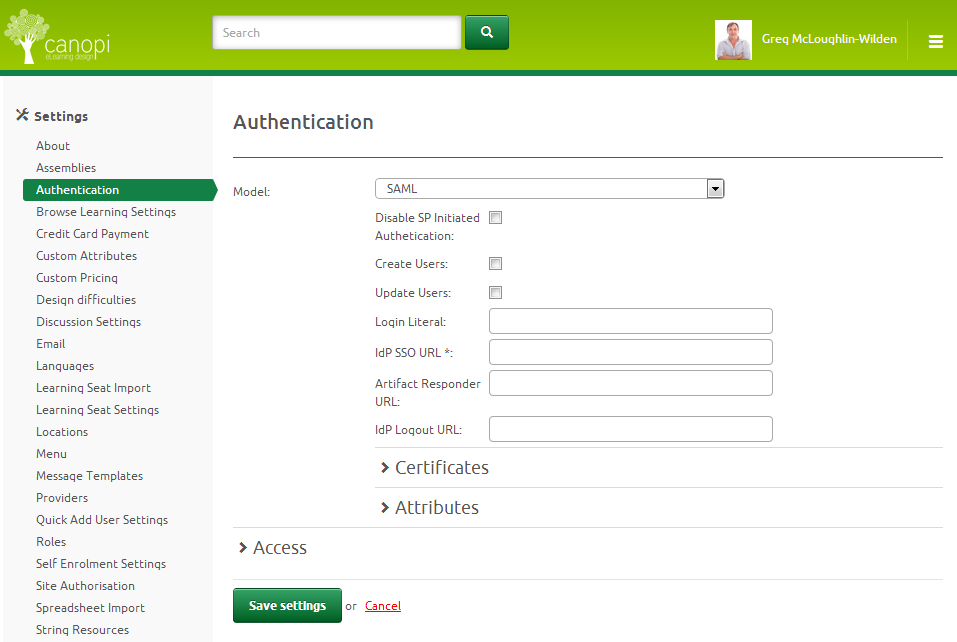 canopi
eLearning design
Search
Greg McLoughlin-Wilden
Settings
About
Assemblies
Authentication
Browse Learning Settings
Credit Card Payment
Custom Attributes
Custom Pricing
Design difficulties
Discussion Settings
Email
Languages
Learning Seat Import
Learning Seat Settings
Locations
Menu
Message Templates
Providers
Quick Add User Settings
Roles
Self Enrolment Settings
Site Authorisation
Spreadsheet Import
String Resources
Authentication
Model:
SAML
Disable SP Initiated
Authetication:
Create Users:
Update Users:
Login Literal:
IdP SSO URL *:
Artifact Responder
URL:
IdP Logout URL:
Certificates
Attributes
Access
Save settings or Cancel